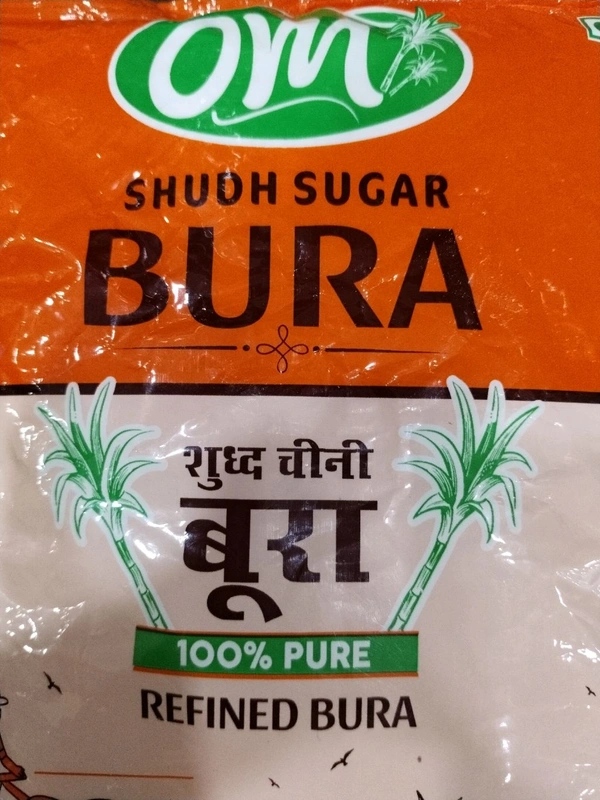 Om
SHUDH SUGAR
BURA
शुध्द चीनी
बूरा
100% PURE
REFINED BURA